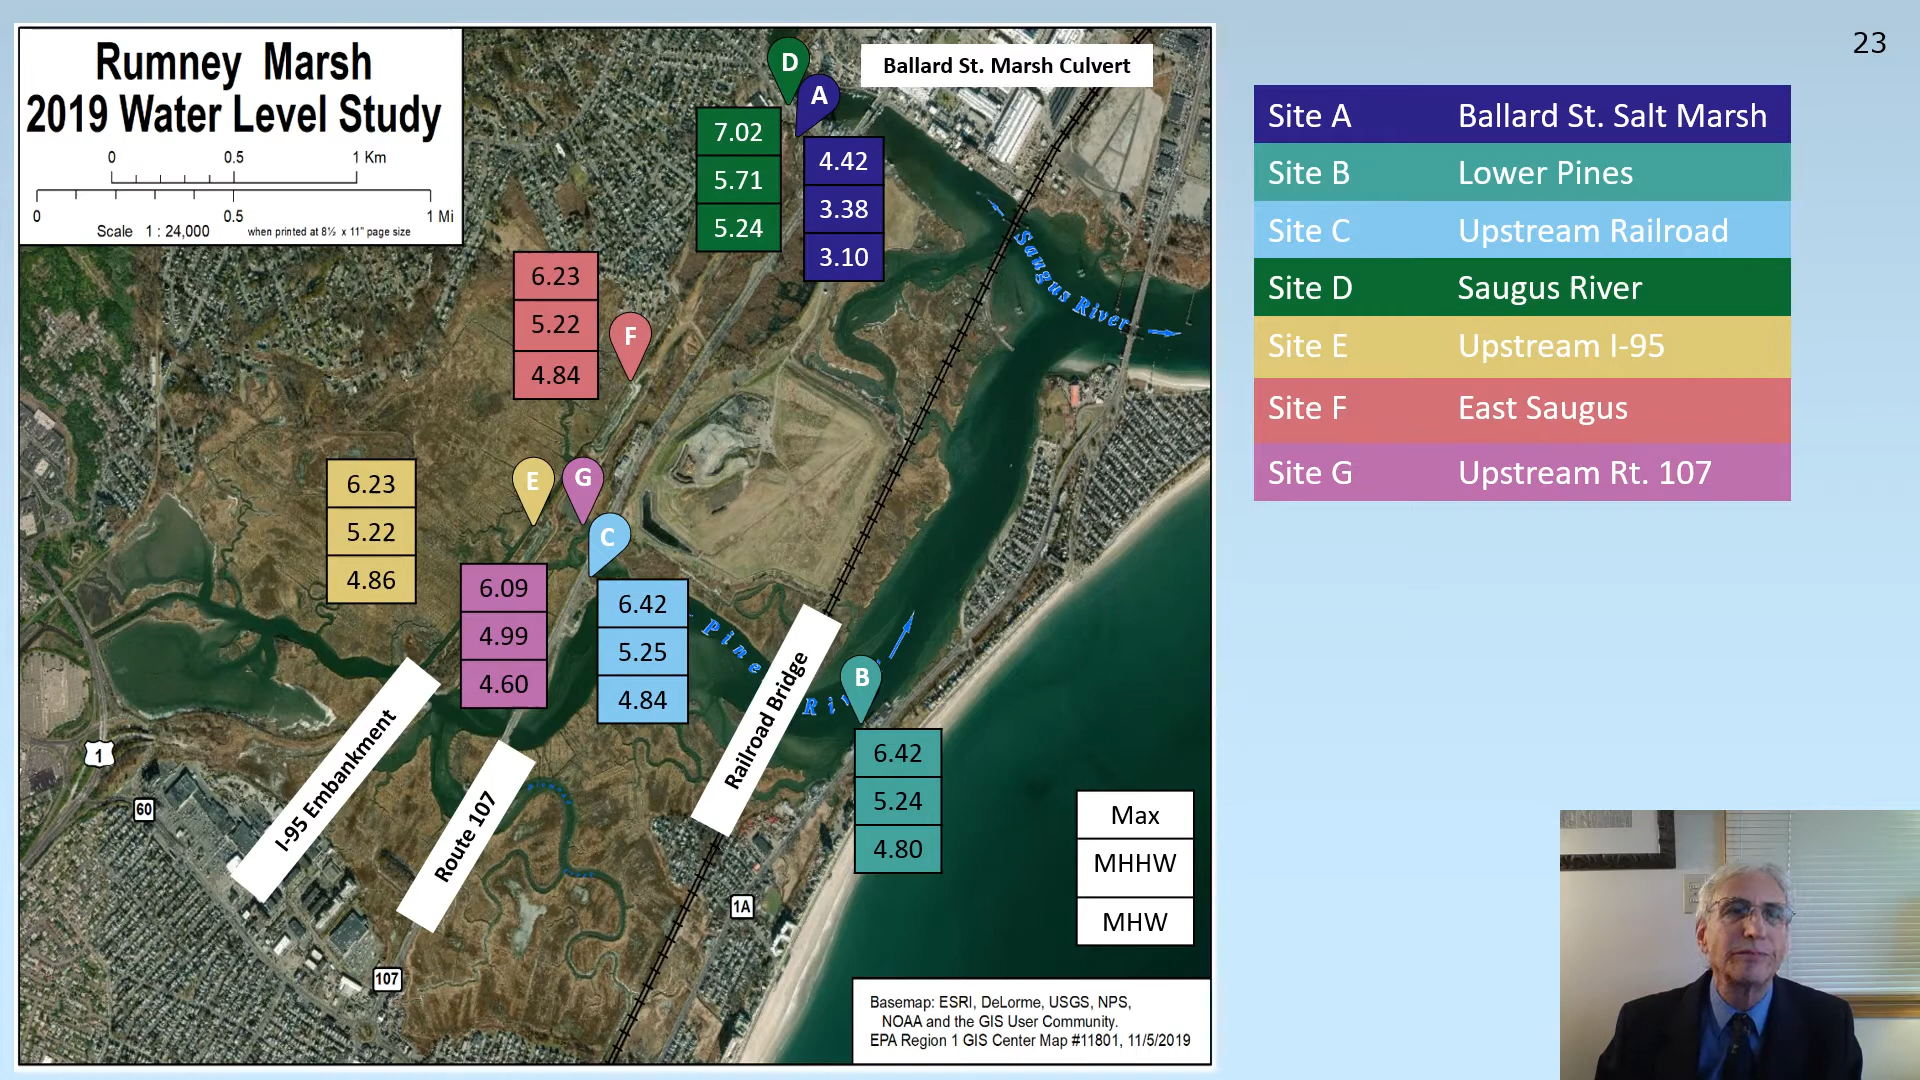 23
Rumney Marsh
2019 Water Level Study
0 0.5 1 Km
0 0.5 1 Mi
Scale 1 : 24,000 when printed at 8½ x 11" page size
Ballard St. Marsh Culvert
D
A
7.02
5.71
5.24
4.42
3.38
3.10
Saugus River
6.23
5.22
4.84
F
6.23
5.22
4.86
E
G
C
6.09
4.99
4.60
6.42
5.25
4.84
Pine
Ri
B
6.42
5.24
4.80
I-95 Embankment
Route 107
Railroad Bridge
1
60
107
1A
Max
MHHW
MHW
Basemap: ESRI, DeLorme, USGS, NPS,
NOAA and the GIS User Community.
EPA Region 1 GIS Center Map #11801, 11/5/2019
Site A Ballard St. Salt Marsh
Site B Lower Pines
Site C Upstream Railroad
Site D Saugus River
Site E Upstream I-95
Site F East Saugus
Site G Upstream Rt. 107